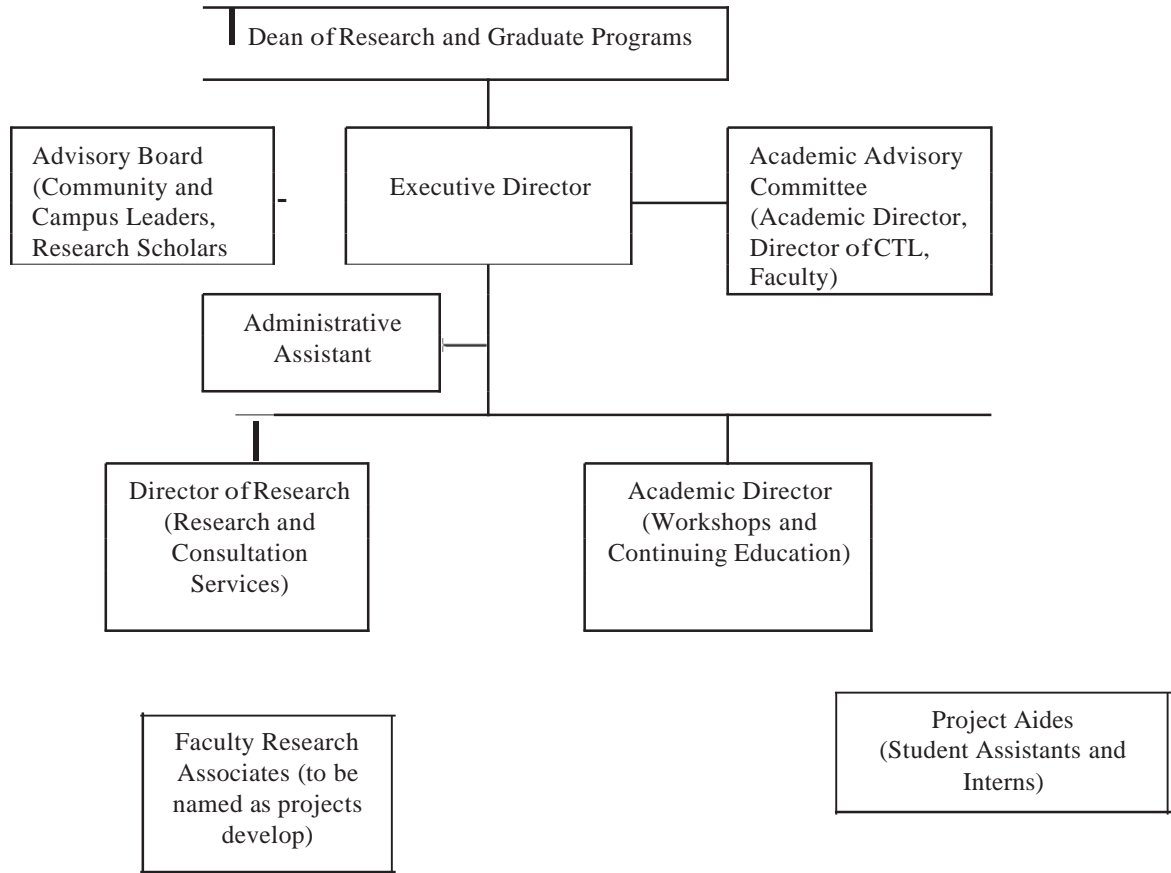 Dean of Research and Graduate Programs
Advisory Board
(Community and
Campus Leaders,
Research Scholars
Executive Director
Academic Advisory
Committee
(Academic Director,
Director of CTL,
Faculty)
Administrative
Assistant
Director of Research
(Research and
Consultation
Services)
Academic Director
(Workshops and
Continuing Education)
Faculty Research
Associates (to be
named as projects
develop)
Project Aides
(Student Assistants and
Interns)